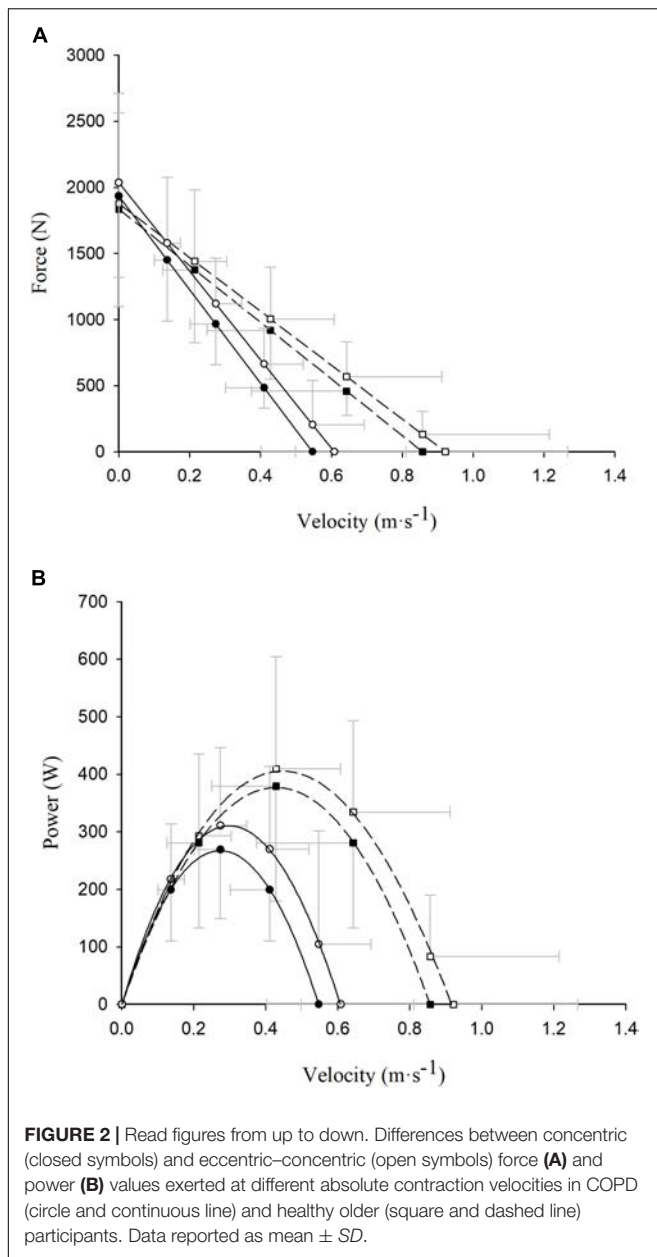 A
3000
2500
2000
1500
1000
500
0
Force (N)
0.0 0.2 0.4 0.6 0.8 1.0 1.2 1.4
Velocity (m·s⁻¹)
B
700
600
500
400
300
200
100
0
Power (W)
0.0 0.2 0.4 0.6 0.8 1.0 1.2 1.4
Velocity (m·s⁻¹)
FIGURE 2 | Read figures from up to down. Differences between concentric
(closed symbols) and eccentric–concentric (open symbols) force (A) and
power (B) values exerted at different absolute contraction velocities in COPD
(circle and continuous line) and healthy older (square and dashed line)
participants. Data reported as mean ± SD.